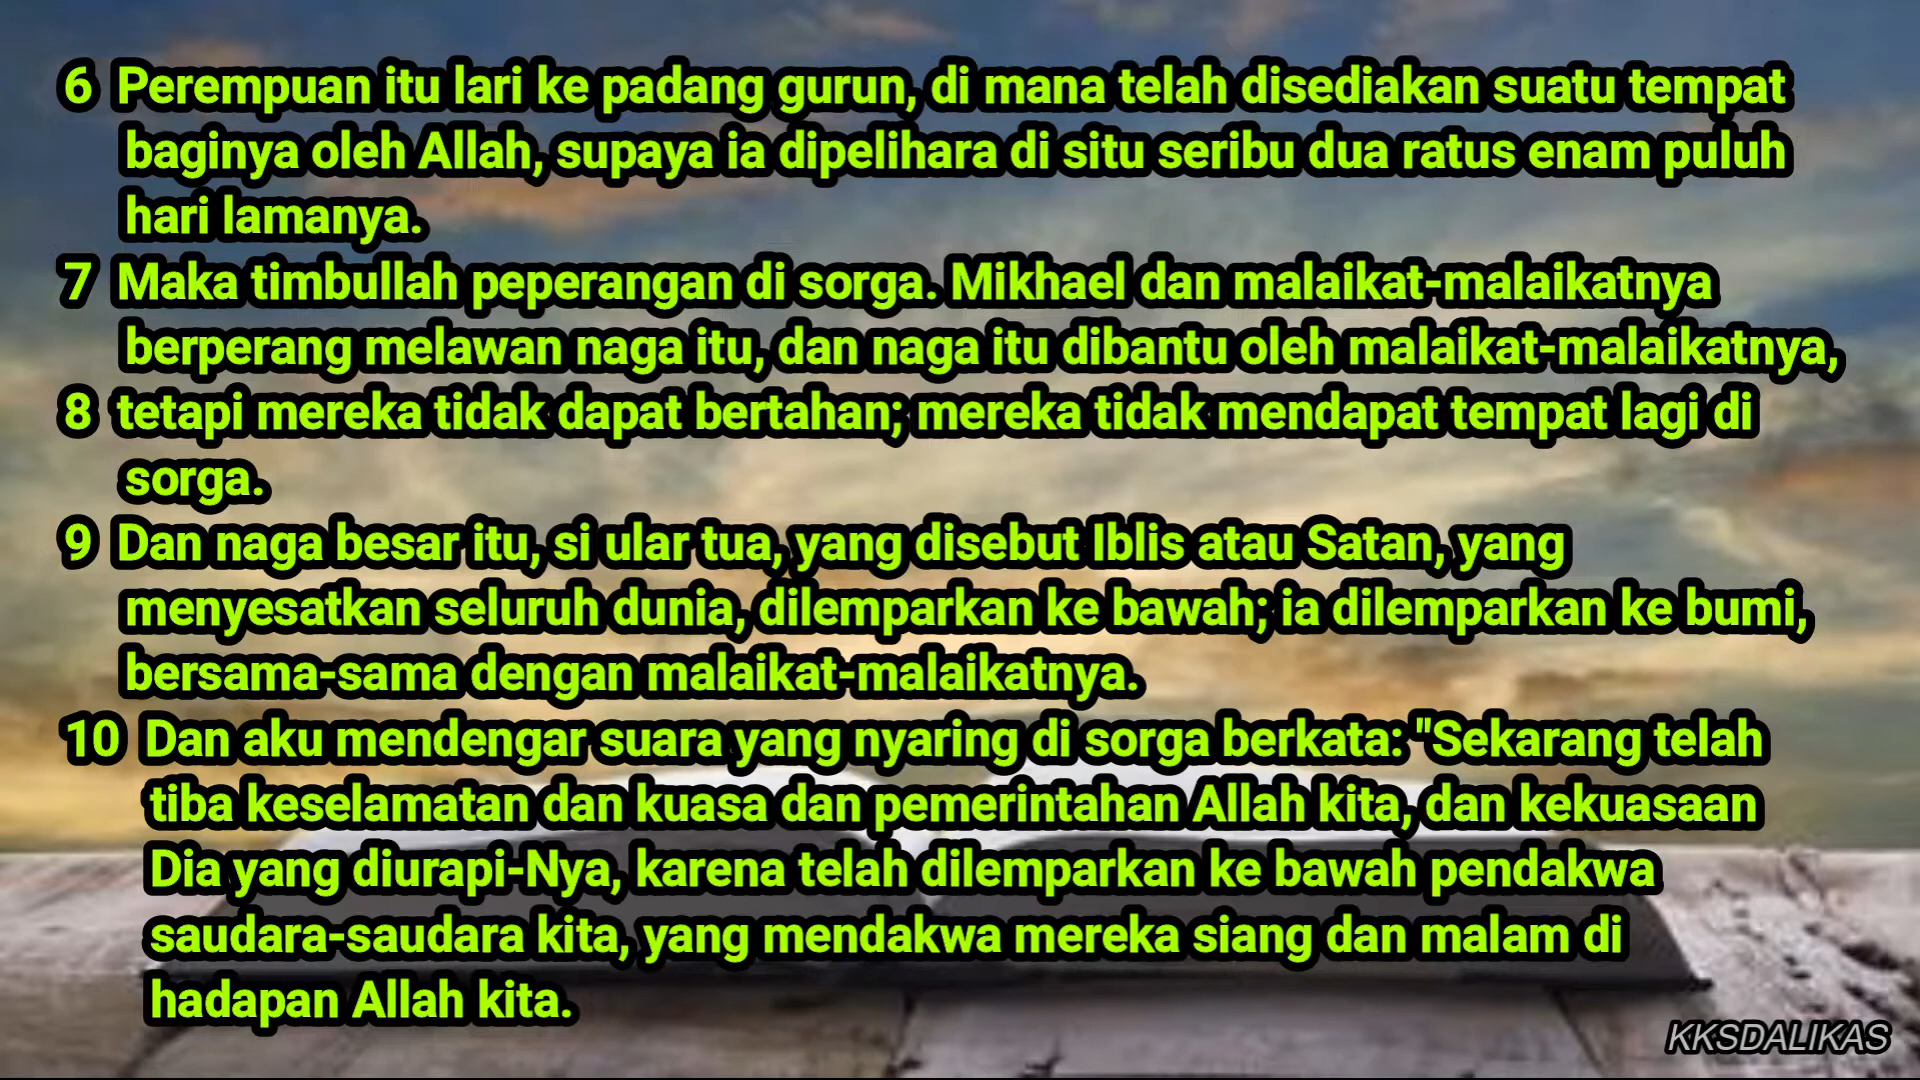 6 Perempuan itu lari ke padang gurun, di mana telah disediakan suatu tempat
baginya oleh Allah, supaya ia dipelihara di situ seribu dua ratus enam puluh
hari lamanya.
7 Maka timbullah peperangan di sorga. Mikhael dan malaikat-malaikatnya
berperang melawan naga itu, dan naga itu dibantu oleh malaikat-malaikatnya,
8 tetapi mereka tidak dapat bertahan; mereka tidak mendapat tempat lagi di
sorga.
9 Dan naga besar itu, si ular tua, yang disebut Iblis atau Satan, yang
menyesatkan seluruh dunia, dilemparkan ke bawah; ia dilemparkan ke bumi,
bersama-sama dengan malaikat-malaikatnya.
10 Dan aku mendengar suara yang nyaring di sorga berkata: "Sekarang telah
tiba keselamatan dan kuasa dan pemerintahan Allah kita, dan kekuasaan
Dia yang diurapi-Nya, karena telah dilemparkan ke bawah pendakwa
saudara-saudara kita, yang mendakwa mereka siang dan malam di
hadapan Allah kita.
KKSDALIKAS